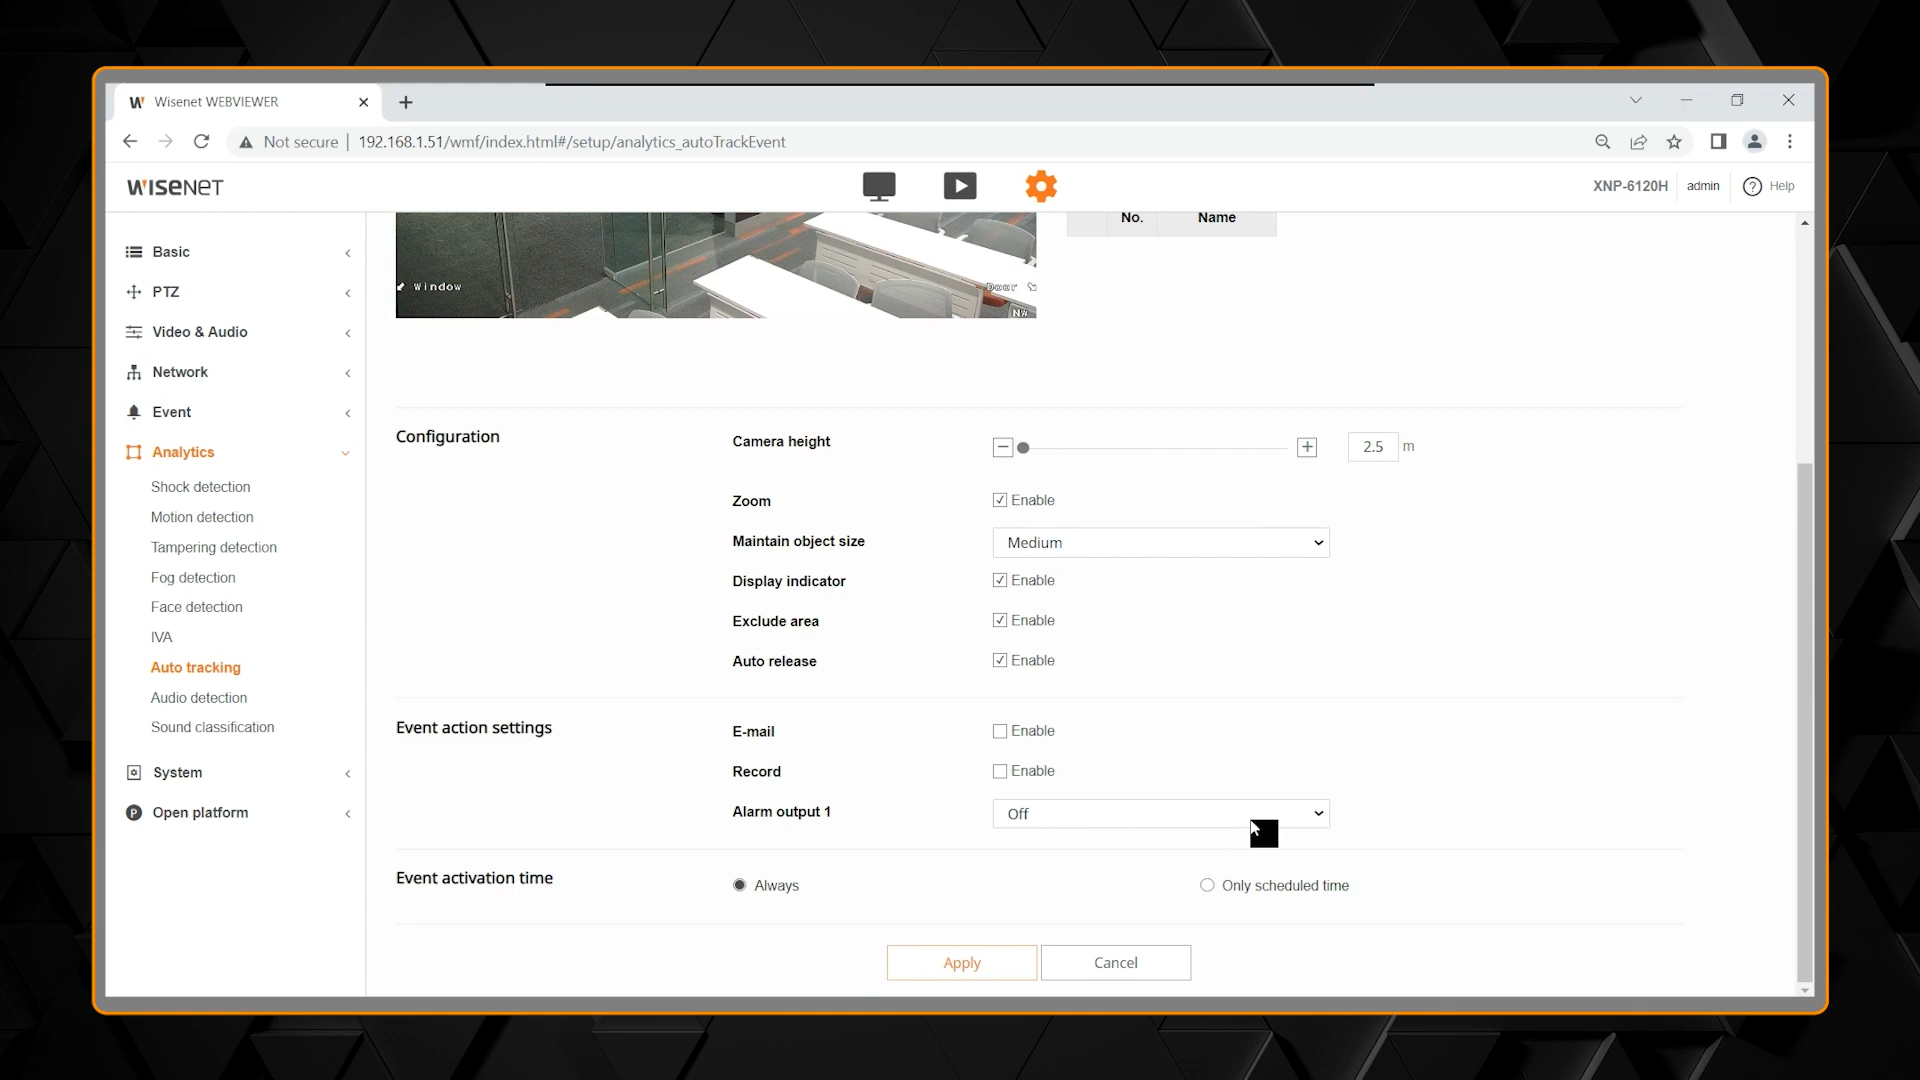 Wisenet WEBVIEWER
Not secure | 192.168.1.51/wmf/index.html#/setup/analytics_autoTrackEvent
WISENET
XNP-6120H admin Help
Basic
PTZ
Video & Audio
Network
Event
Analytics
Shock detection
Motion detection
Tampering detection
Fog detection
Face detection
IVA
Auto tracking
Audio detection
Sound classification
System
Open platform
Window
Door
NW
No. Name
Configuration
Camera height 2.5 m
Zoom Enable
Maintain object size Medium
Display indicator Enable
Exclude area Enable
Auto release Enable
Event action settings
E-mail Enable
Record Enable
Alarm output 1 Off
Event activation time
Always Only scheduled time
Apply Cancel